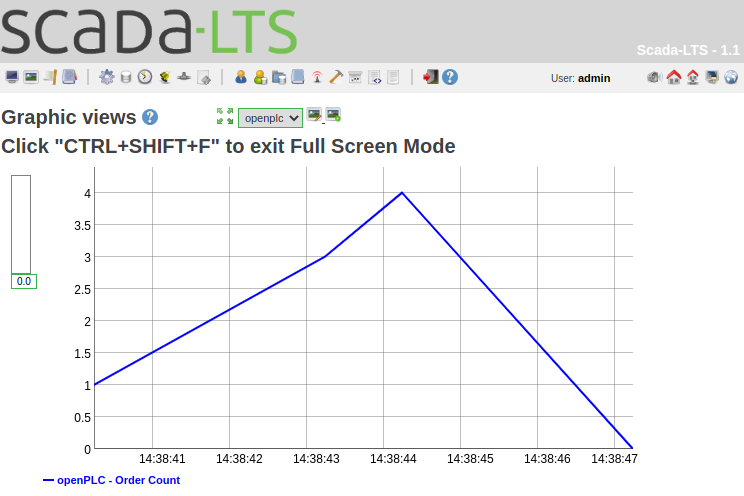 SCADA-LTS
Scada-LTS - 1.1
User: admin
Graphic views
openplc
Click "CTRL+SHIFT+F" to exit Full Screen Mode
4
3.5
3
2.5
2
1.5
1
0.5
0
0.0
14:38:41 14:38:42 14:38:43 14:38:44 14:38:45 14:38:46 14:38:47
openPLC - Order Count